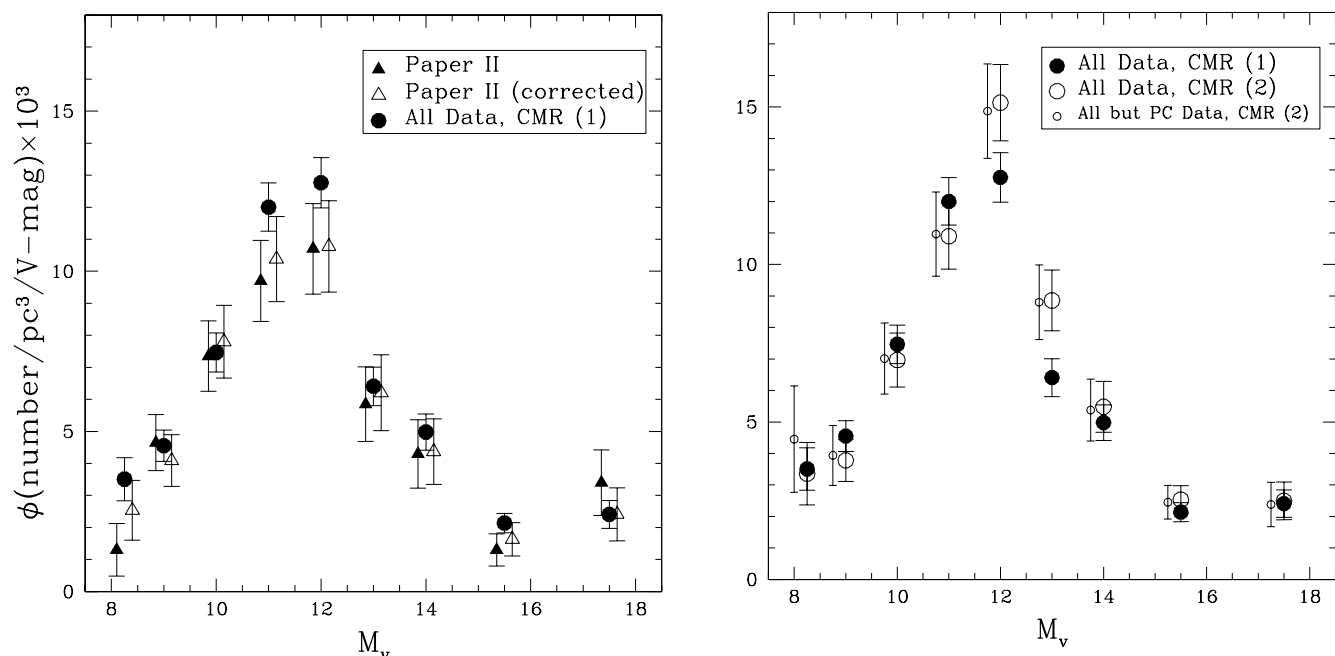 Paper II
Paper II (corrected)
All Data, CMR (1)
ϕ(number/pc³/V-mag)×10³
15
10
5
0
8 10 12 14 16 18
M_v
All Data, CMR (1)
All Data, CMR (2)
All but PC Data, CMR (2)
15
10
5
0
8 10 12 14 16 18
M_v